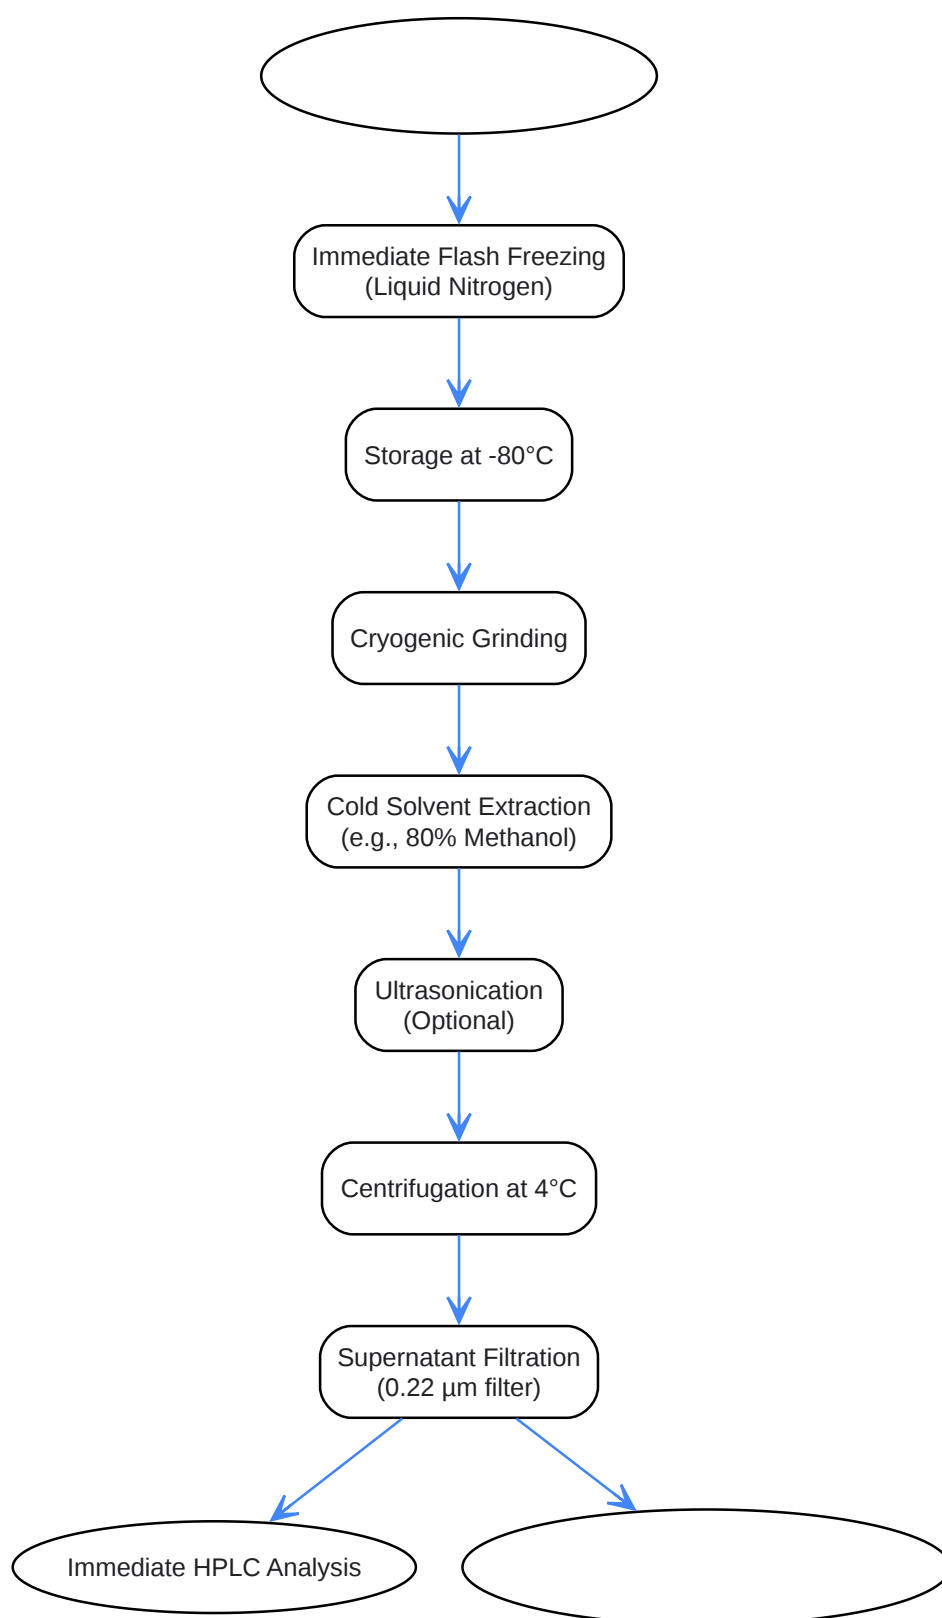 Immediate Flash Freezing
(Liquid Nitrogen)
Storage at -80°C
Cryogenic Grinding
Cold Solvent Extraction
(e.g., 80% Methanol)
Ultrasonication
(Optional)
Centrifugation at 4°C
Supernatant Filtration
(0.22 µm filter)
Immediate HPLC Analysis